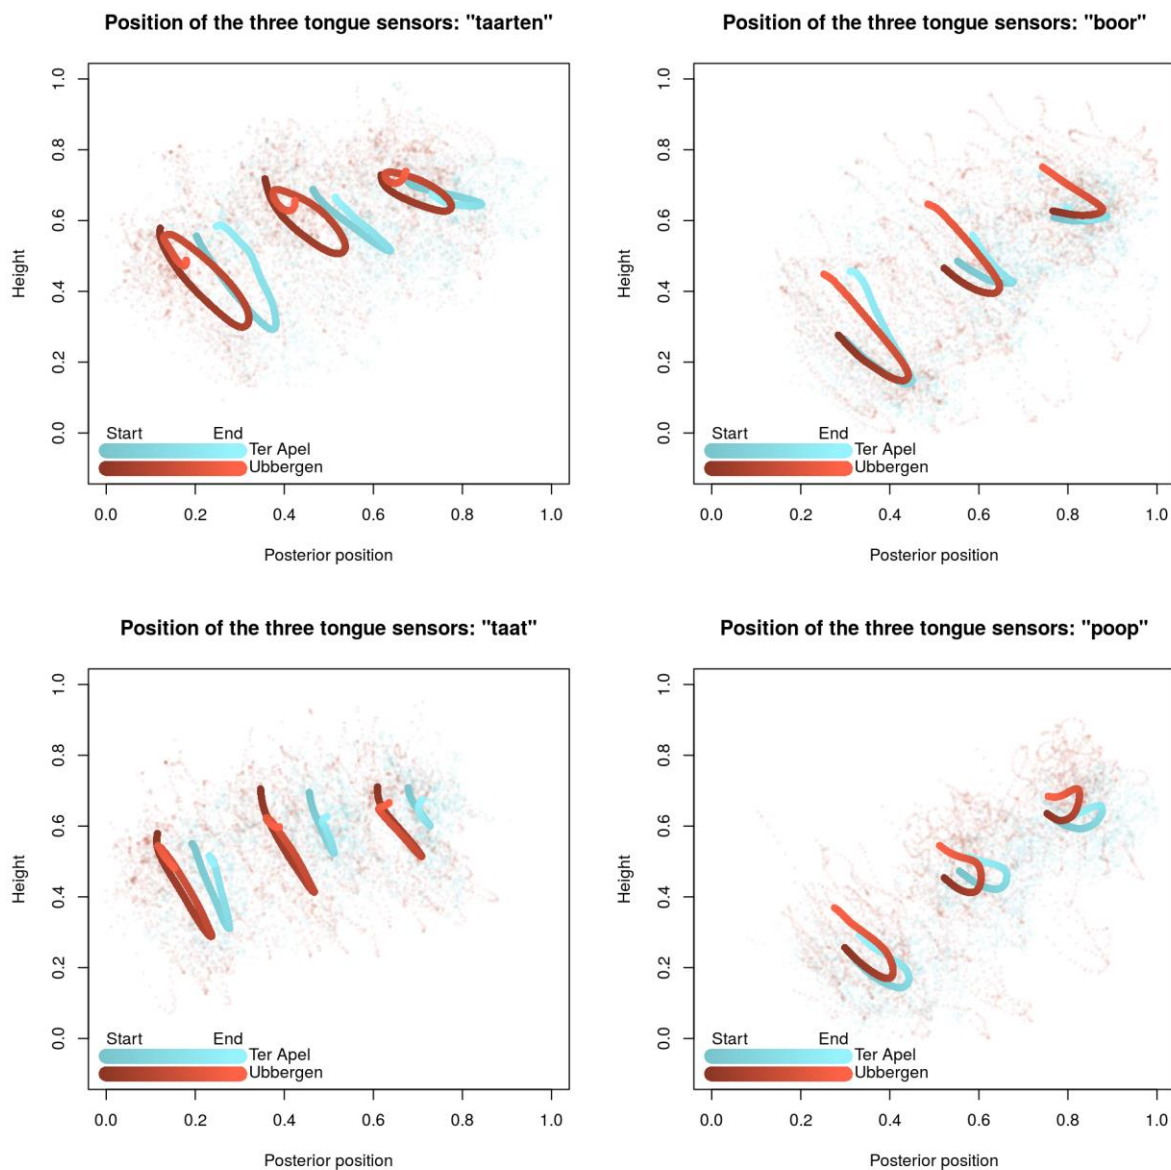 Position of the three tongue sensors: "taarten"
Height
1.0
0.8
0.6
0.4
0.2
0.0
Start End
Ter Apel
Ubbergen
0.0 0.2 0.4 0.6 0.8 1.0
Posterior position
Position of the three tongue sensors: "boor"
Height
1.0
0.8
0.6
0.4
0.2
0.0
Start End
Ter Apel
Ubbergen
0.0 0.2 0.4 0.6 0.8 1.0
Posterior position
Position of the three tongue sensors: "taat"
Height
1.0
0.8
0.6
0.4
0.2
0.0
Start End
Ter Apel
Ubbergen
0.0 0.2 0.4 0.6 0.8 1.0
Posterior position
Position of the three tongue sensors: "poop"
Height
1.0
0.8
0.6
0.4
0.2
0.0
Start End
Ter Apel
Ubbergen
0.0 0.2 0.4 0.6 0.8 1.0
Posterior position